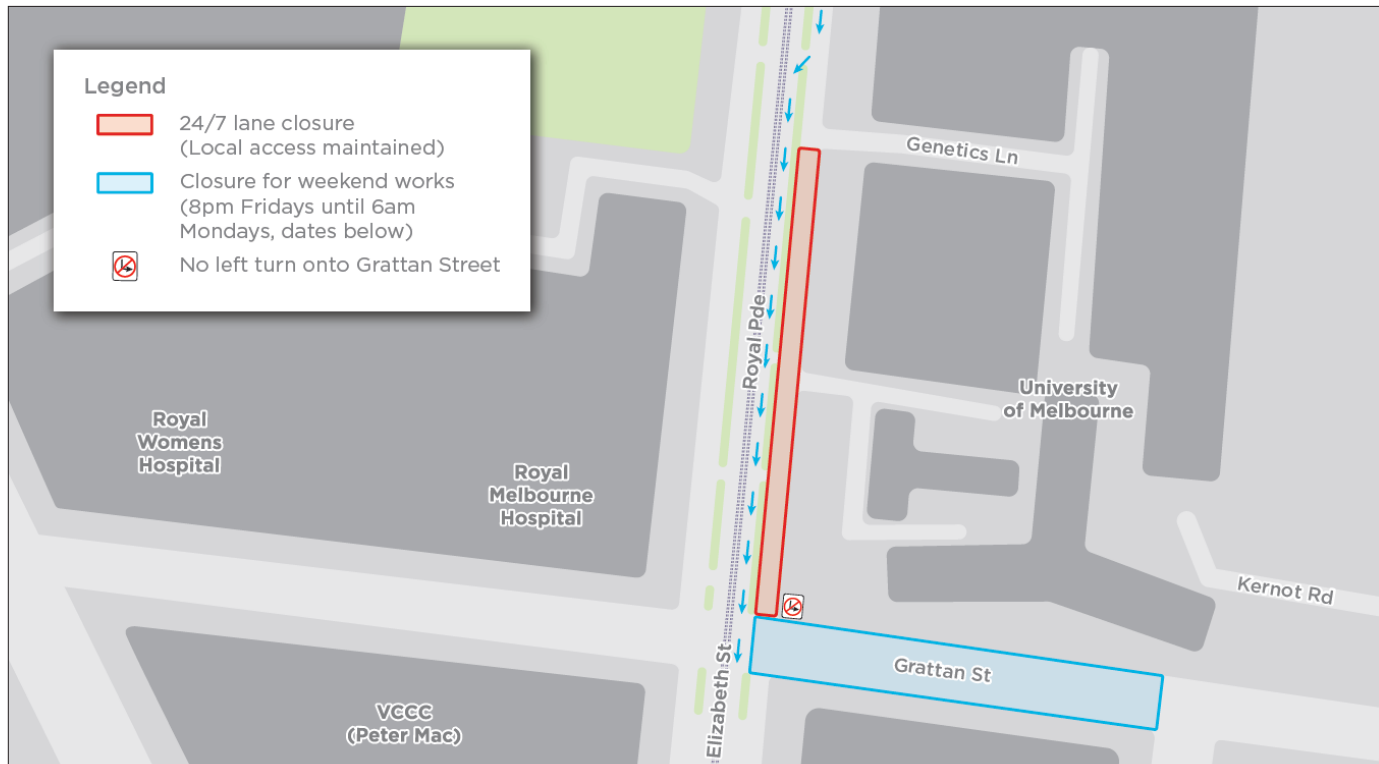 Legend
24/7 lane closure
(Local access maintained)
Closure for weekend works
(8pm Fridays until 6am
Mondays, dates below)
No left turn onto Grattan Street
Genetics Ln
Royal Pde
University
of Melbourne
Royal
Womens
Hospital
Royal
Melbourne
Hospital
Kernot Rd
Grattan St
Elizabeth St
VCCC
(Peter Mac)